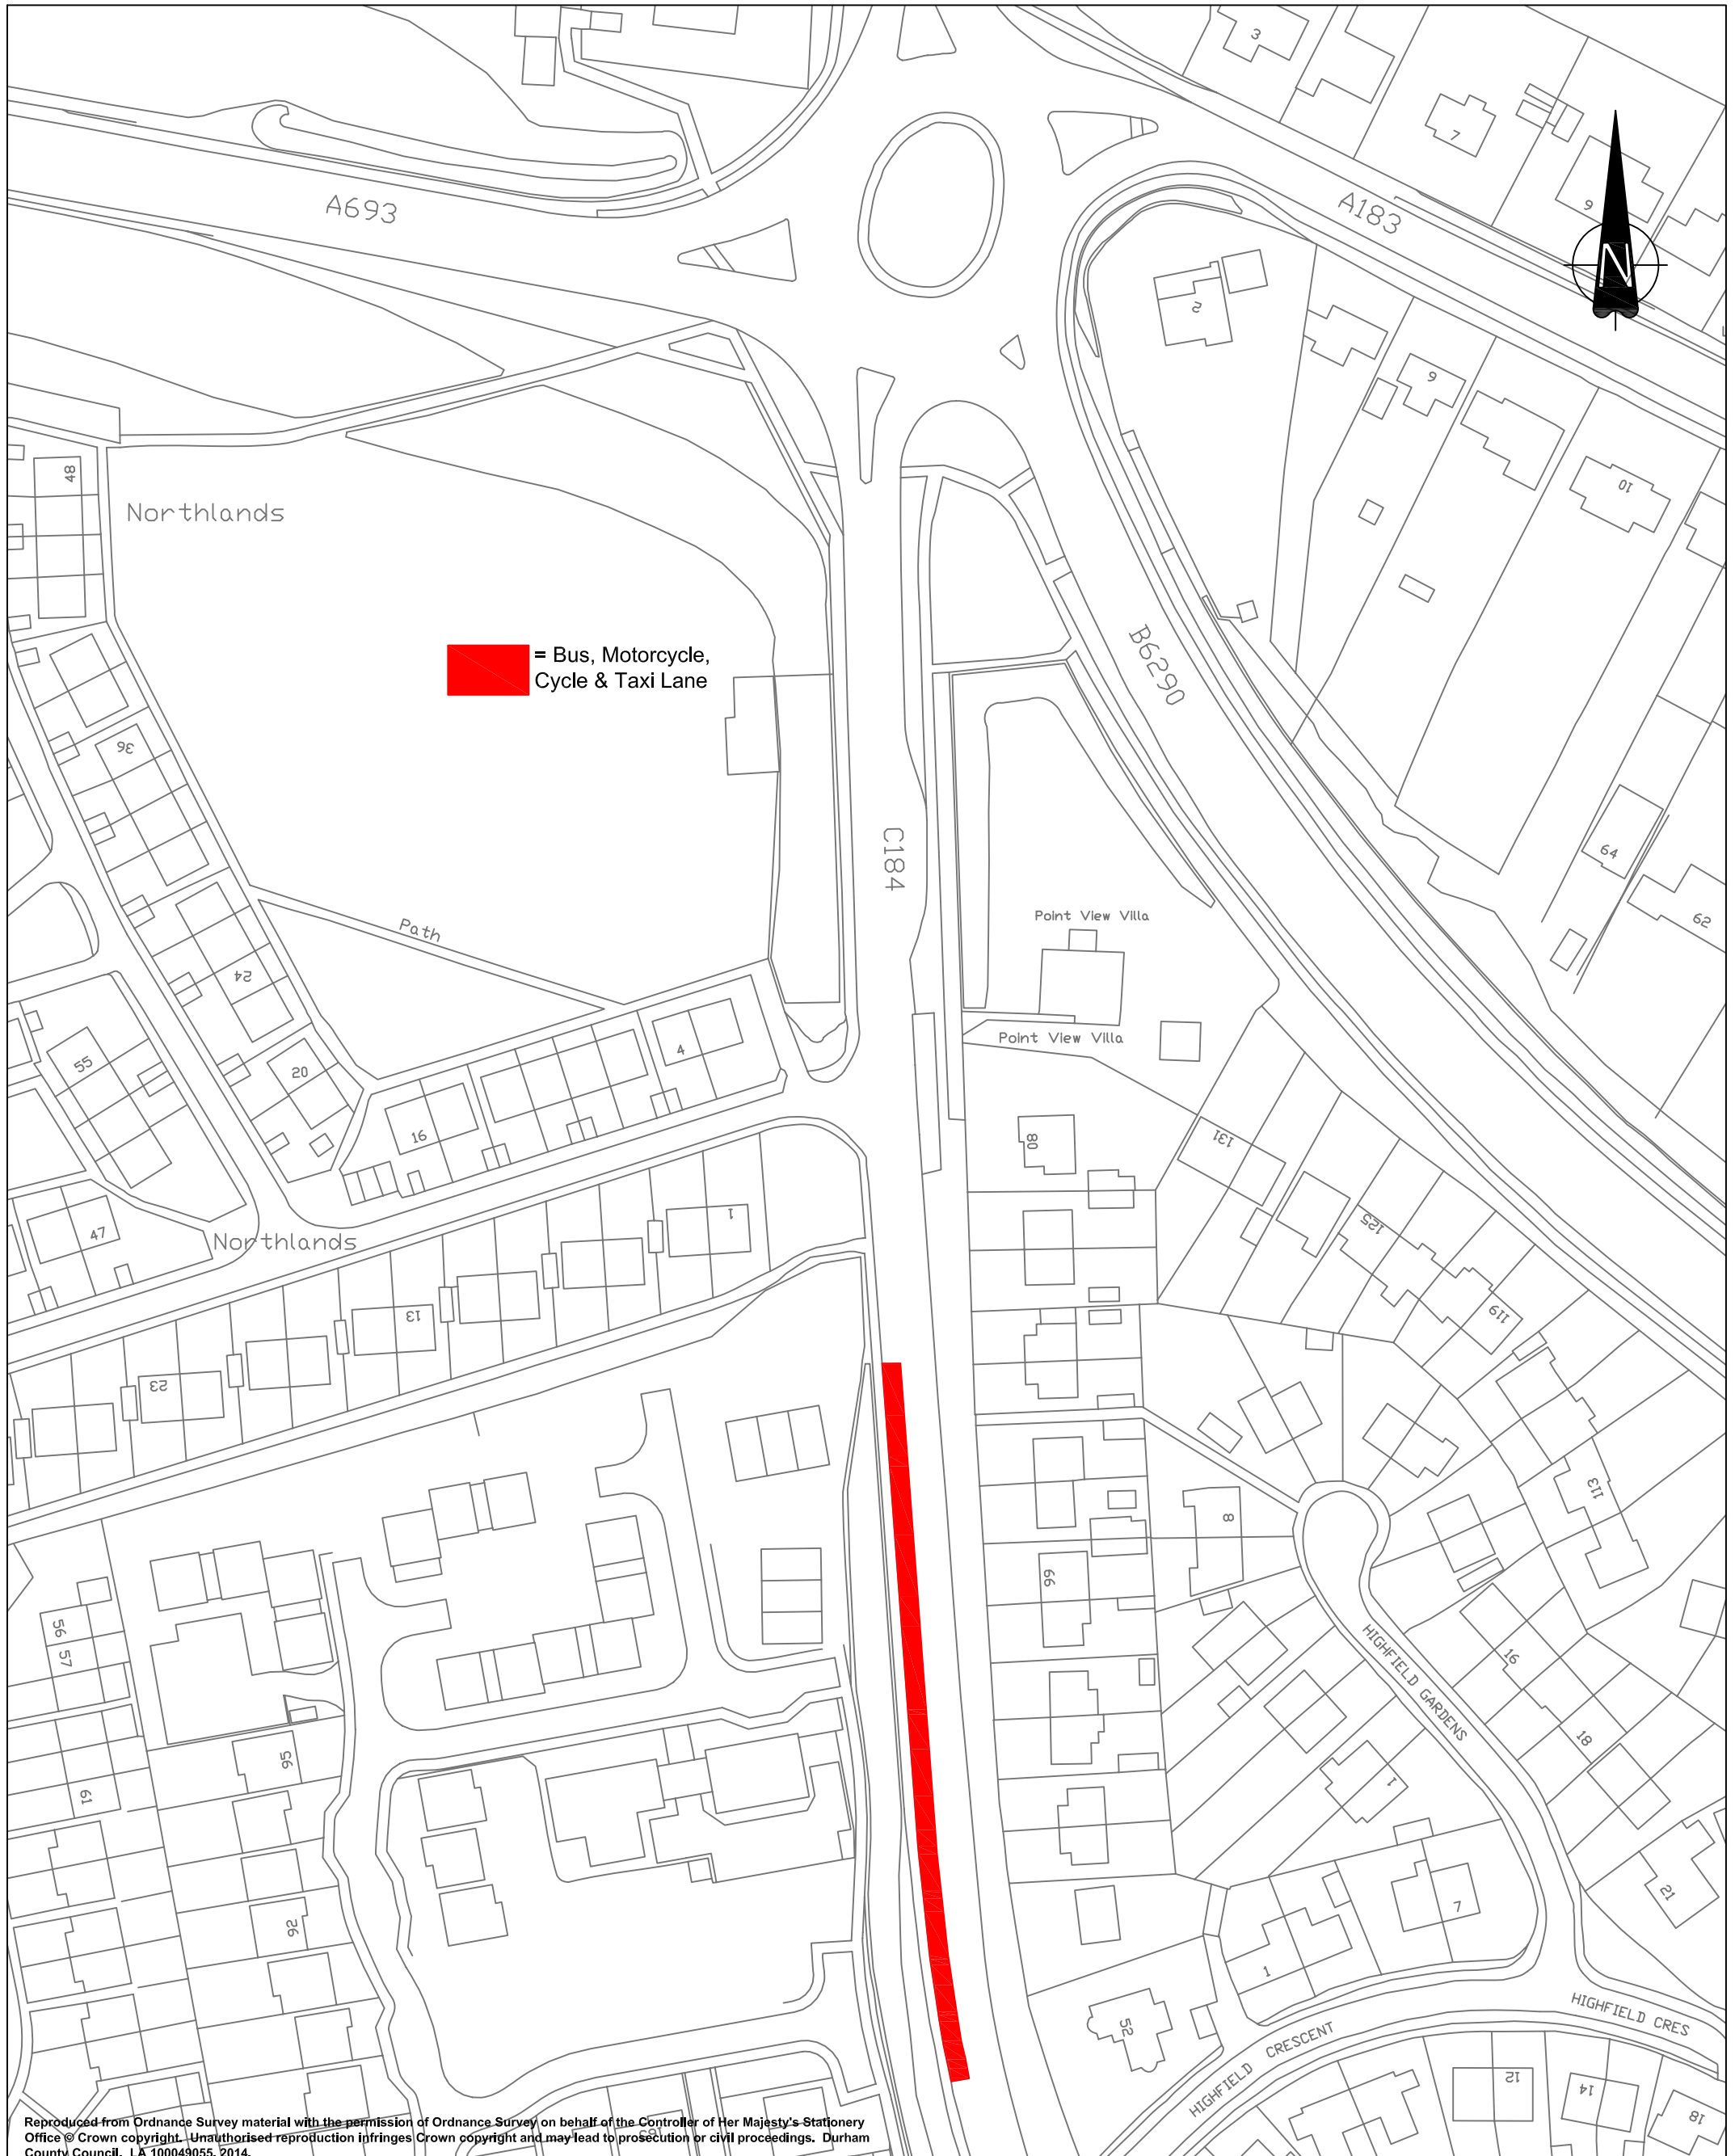 3
7
9
A693
A183
N
2
6
48
10
Northlands
= Bus, Motorcycle,
Cycle & Taxi Lane
B6290
36
C184
64
62
Path
Point View Villa
24
Point View Villa
55
20
4
16
80
131
125
47
Northlands
1
13
119
23
113
8
66
56
57
HIGHFIELD GARDENS
16
18
95
61
1
92
7
21
1
52
HIGHFIELD CRES
HIGHFIELD CRESCENT
12
14
18
Reproduced from Ordnance Survey material with the permission of Ordnance Survey on behalf of the Controller of Her Majesty's Stationery
Office © Crown copyright. Unauthorised reproduction infringes Crown copyright and may lead to prosecution or civil proceedings. Durham
County Council. LA 100049055. 2014.